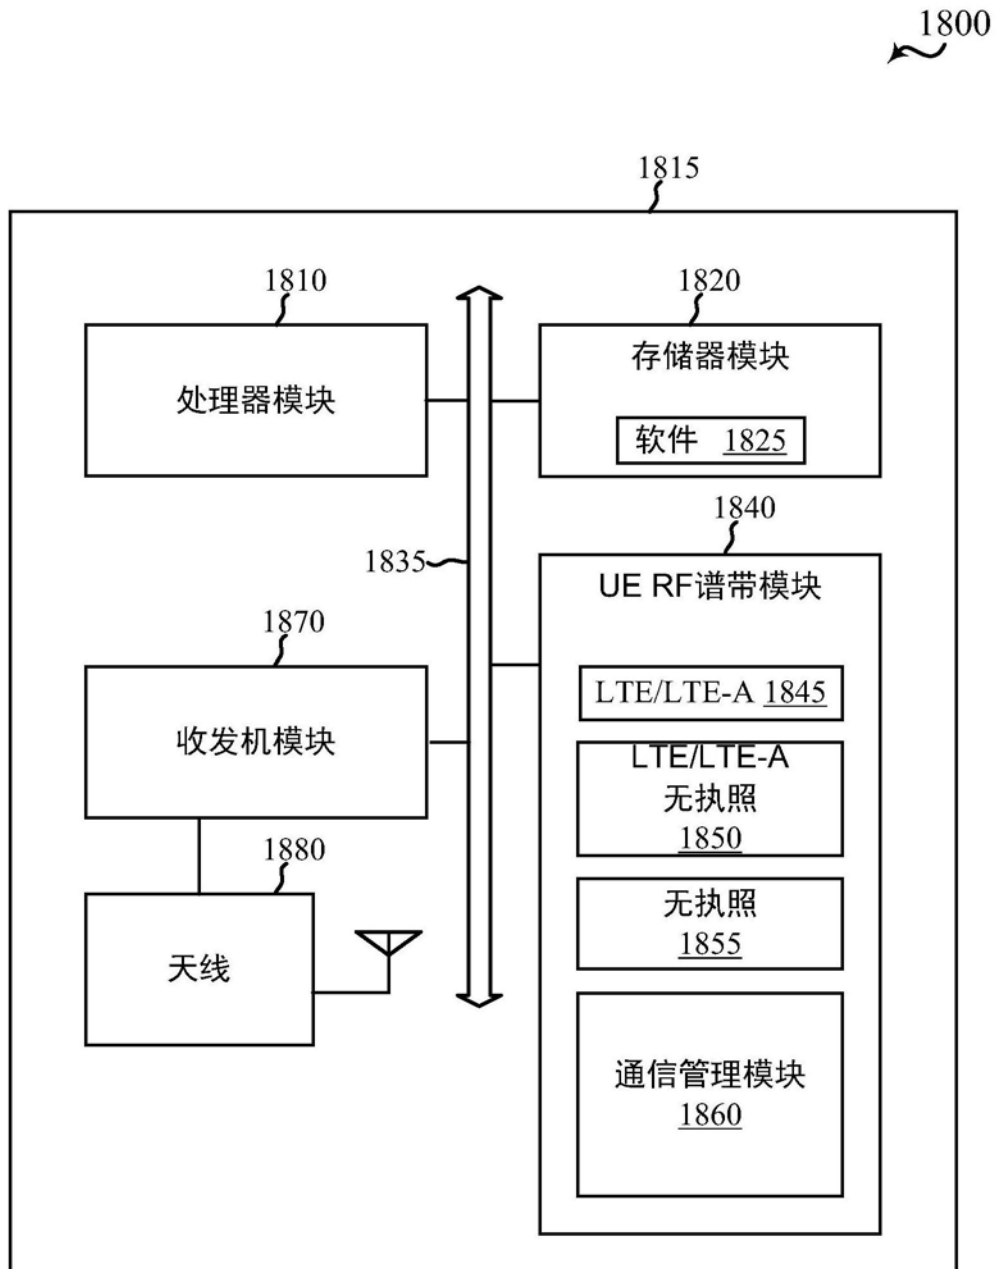 1800
1815
1810
处理器模块
1820
存储器模块
软件 1825
1835
1840
UE RF谱带模块
LTE/LTE-A 1845
LTE/LTE-A
无执照
1850
无执照
1855
通信管理模块
1860
1870
收发机模块
1880
天线